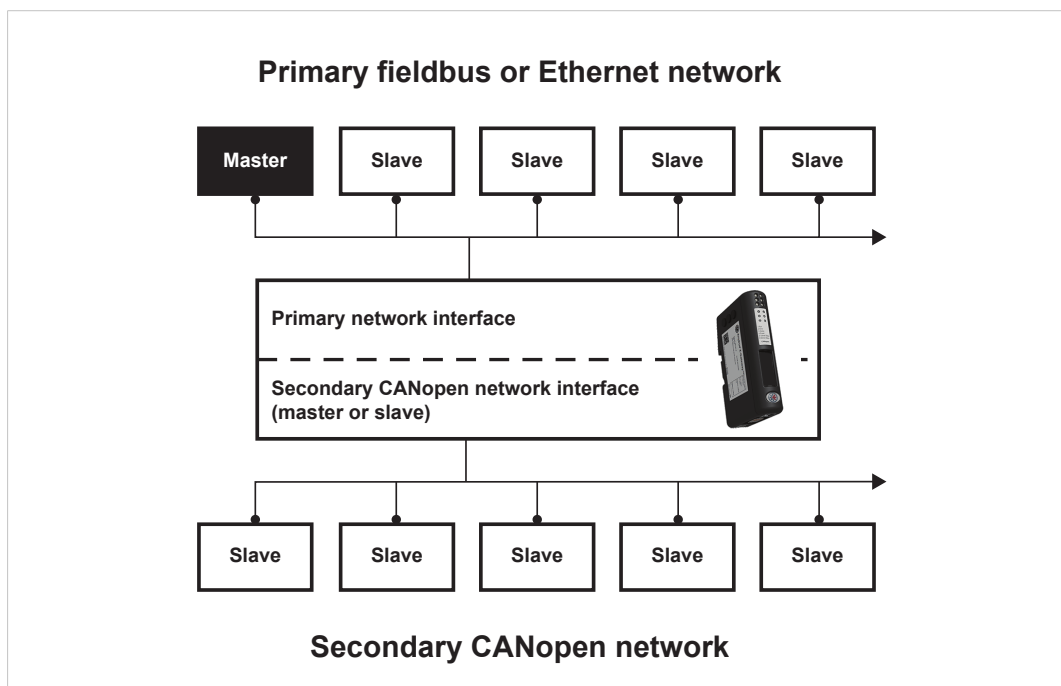 Primary fieldbus or Ethernet network
Master
Slave
Slave
Slave
Slave
Primary network interface
Secondary CANopen network interface
(master or slave)
Slave
Slave
Slave
Slave
Slave
Secondary CANopen network